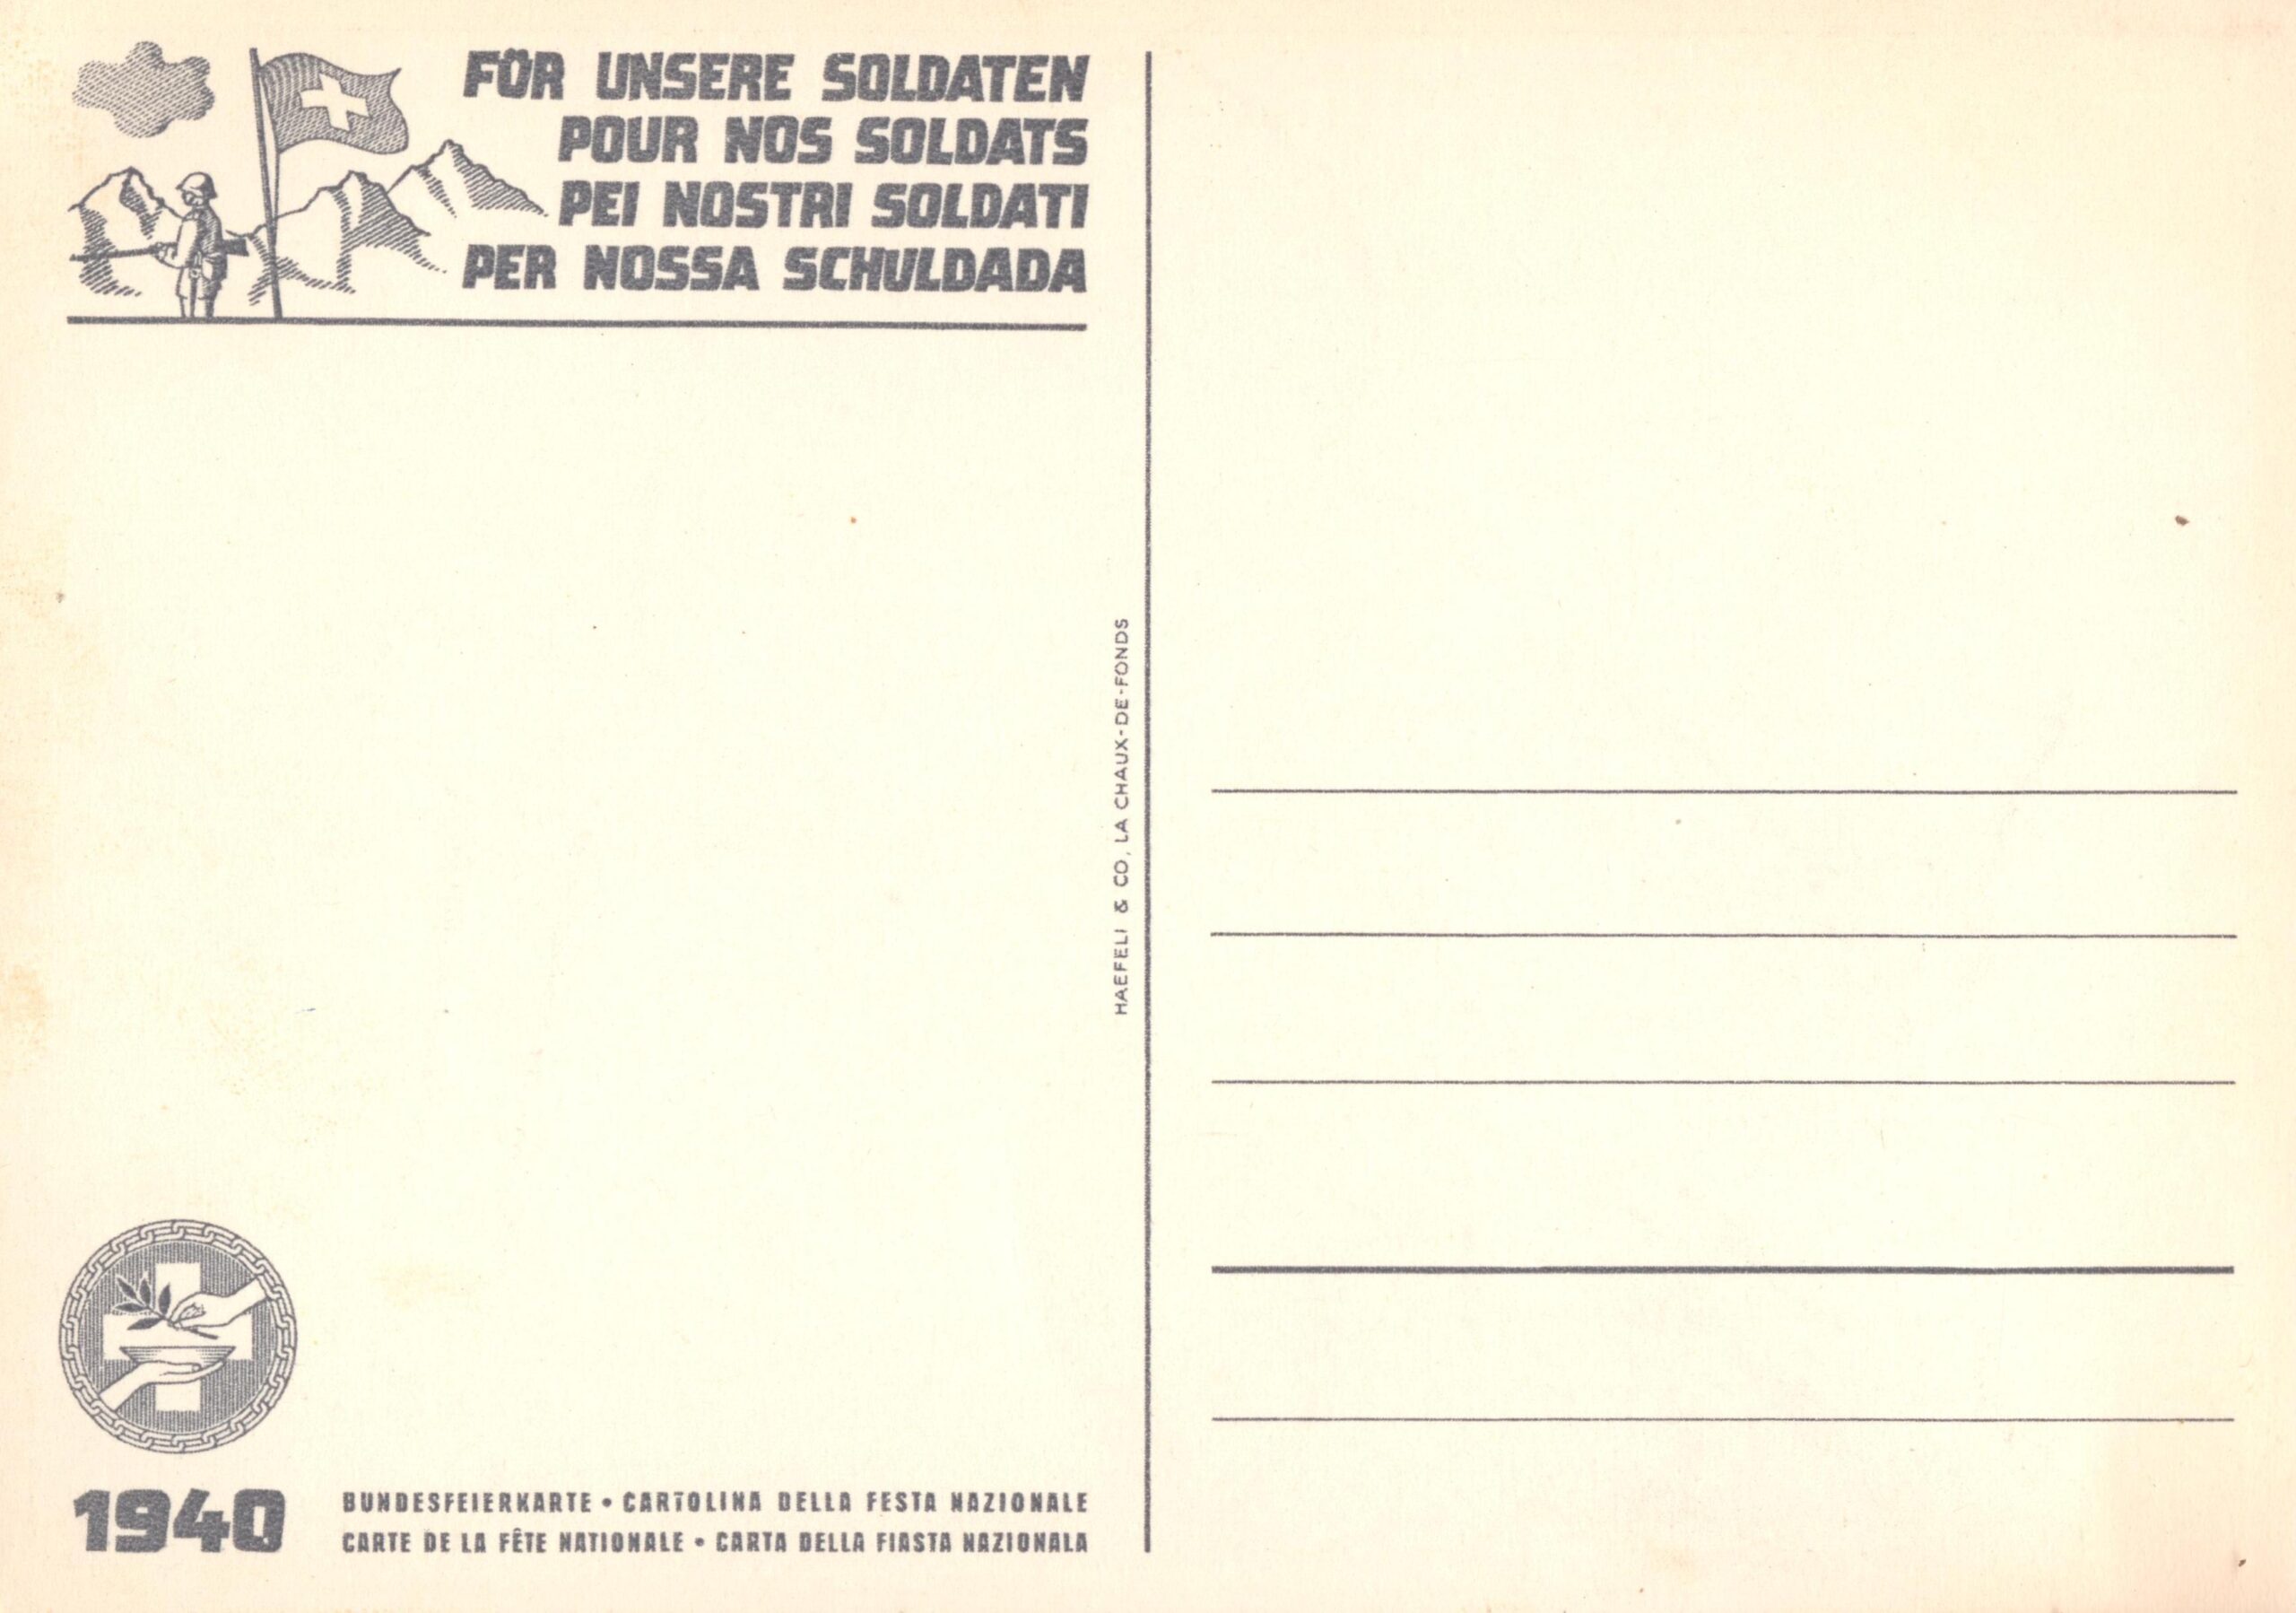 FÖR UNSERE SOLDATEN
POUR NOS SOLDATS
PEI NOSTRI SOLDATI
PER NOSSA SCHULDADA
HAEFELI & CO, LA CHAUX-DE-FONDS
1940
BUNDESFEIERKARTE • CARTOLINA DELLA FESTA NAZIONALE
CARTE DE LA FÊTE NATIONALE • CARTA DELLA FIASTA NAZIONALA